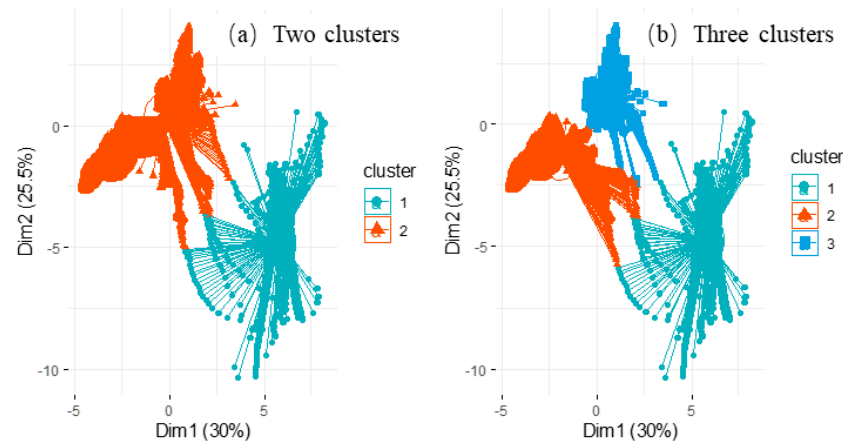 (a) Two clusters
0
-5
-10
-5
0
5
Dim2 (25.5%)
Dim1 (30%)
cluster
1
2
(b) Three clusters
0
-5
-10
-5
0
5
Dim2 (25.5%)
Dim1 (30%)
cluster
1
2
3